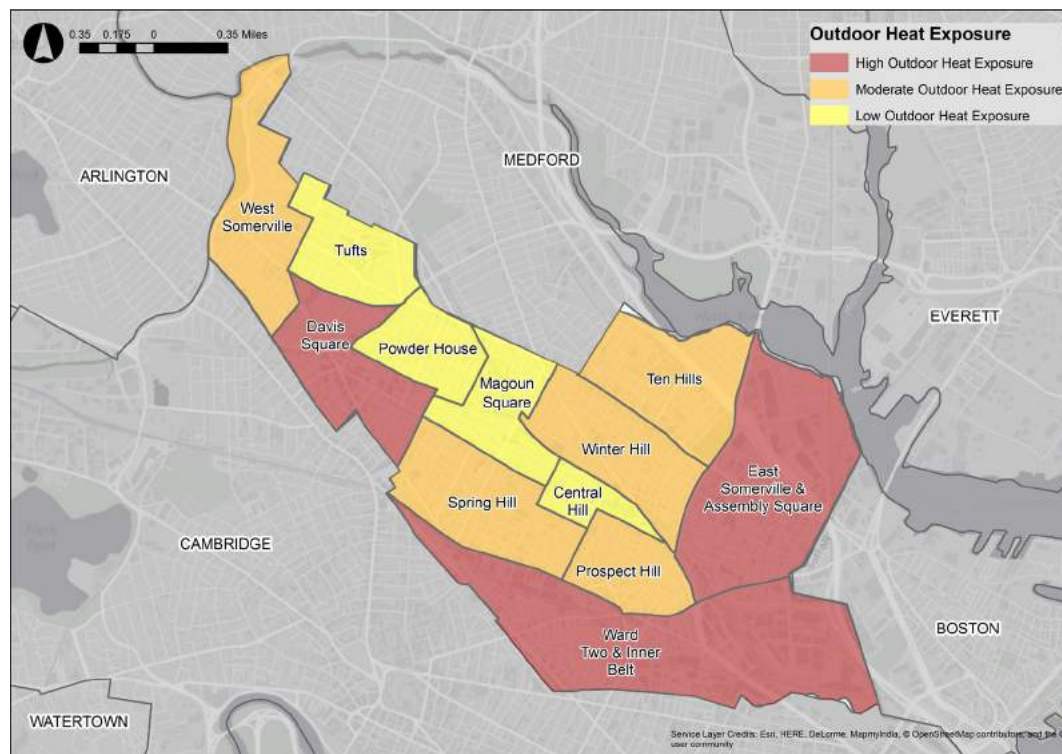 0.35 0.175 0 0.35 Miles
Outdoor Heat Exposure
High Outdoor Heat Exposure
Moderate Outdoor Heat Exposure
Low Outdoor Heat Exposure
ARLINGTON
MEDFORD
West
Somerville
Tufts
EVERETT
Davis
Square
Powder House
Magoun
Square
Ten Hills
Winter Hill
East
Somerville &
Assembly Square
Spring Hill
Central
Hill
CAMBRIDGE
Prospect Hill
BOSTON
Ward
Two & Inner
Belt
WATERTOWN
Service Layer Credits: Esri, HERE, DeLorme, MapmyIndia, © OpenStreetMap contributors, and the
user community